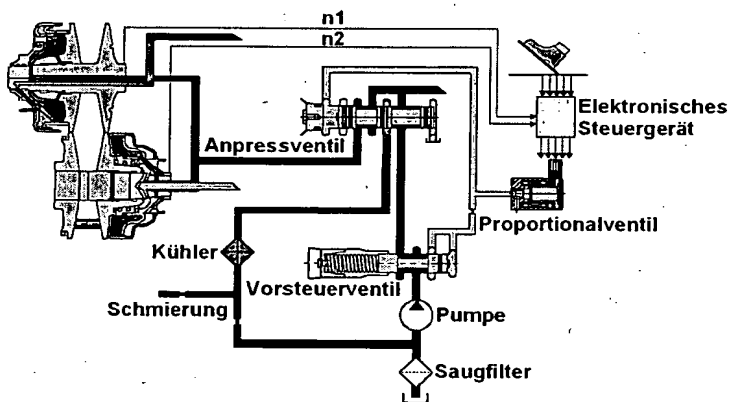 n1
n2
Elektronisches
Steuergerät
Anpressventil
Proportionalventil
Kühler
Vorsteuerventil
Schmierung
Pumpe
Saugfilter